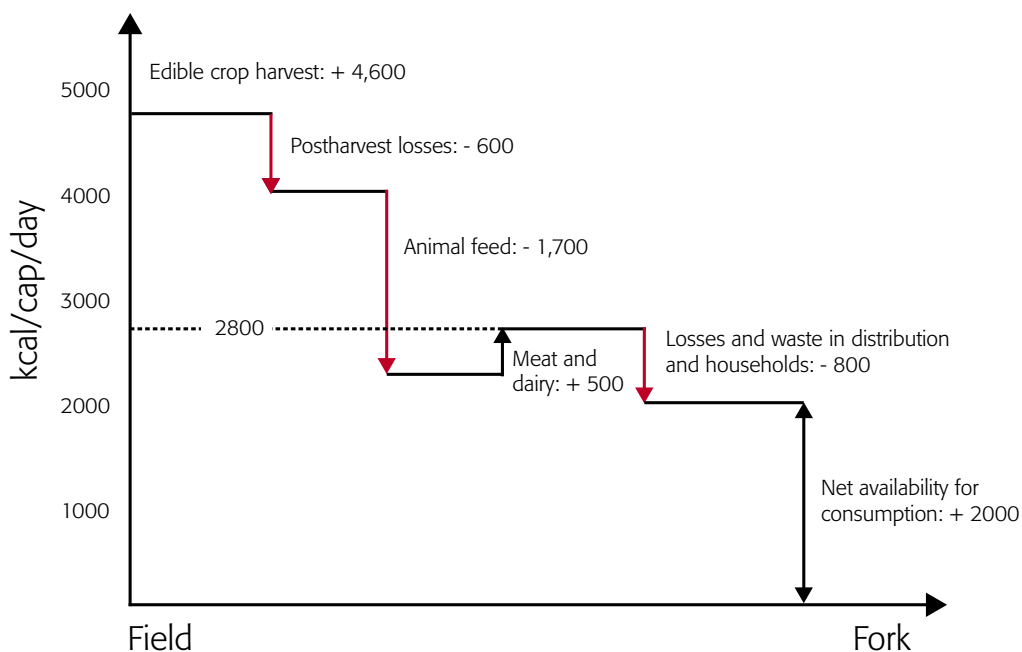 Edible crop harvest: + 4,600
5000
Postharvest losses: - 600
4000
Animal feed: - 1,700
3000
2800
Losses and waste in distribution
and households: - 800
Meat and
dairy: + 500
2000
Net availability for
consumption: + 2000
1000
kcal/cap/day
Field
Fork